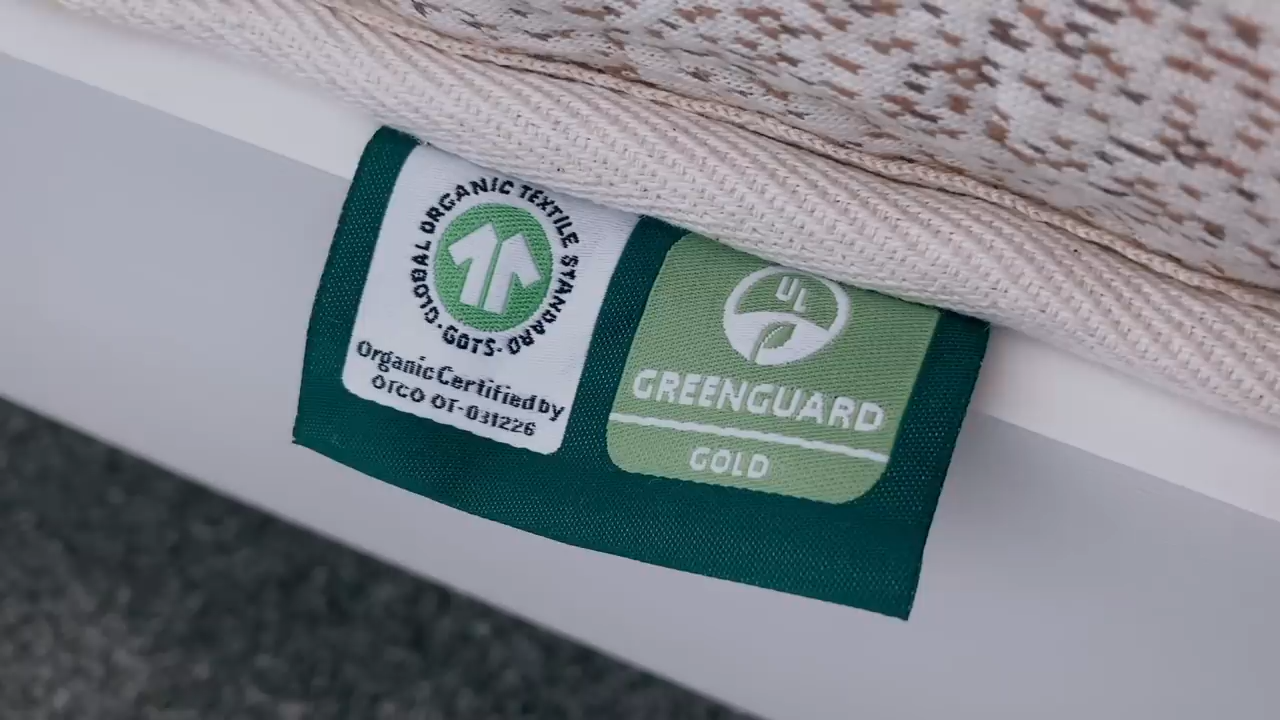 GLOBAL ORGANIC TEXTILE STANDARD
·GOTS·
Organic Certified by
OTCO OT-031226
UL
GREENGUARD
GOLD